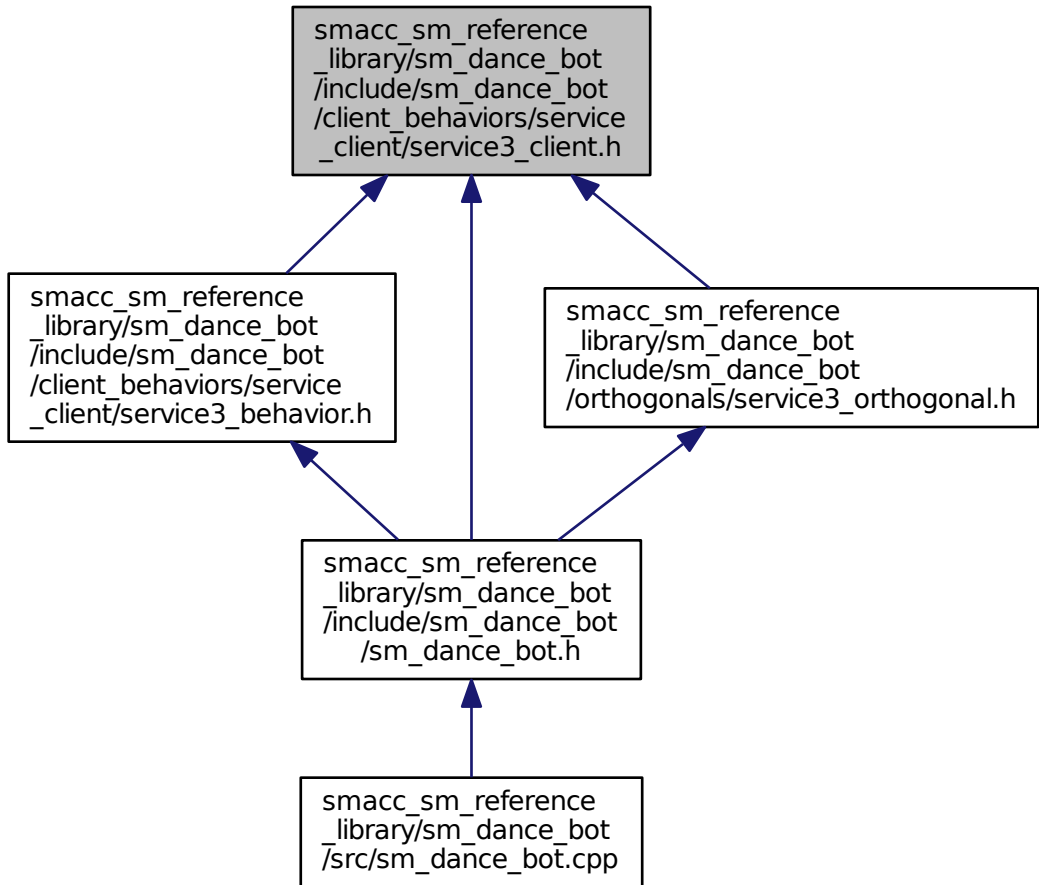 smacc_sm_reference
_library/sm_dance_bot
/include/sm_dance_bot
/client_behaviors/service
_client/service3_client.h
smacc_sm_reference
_library/sm_dance_bot
/include/sm_dance_bot
/client_behaviors/service
_client/service3_behavior.h
smacc_sm_reference
_library/sm_dance_bot
/include/sm_dance_bot
/orthogonals/service3_orthogonal.h
smacc_sm_reference
_library/sm_dance_bot
/include/sm_dance_bot
/sm_dance_bot.h
smacc_sm_reference
_library/sm_dance_bot
/src/sm_dance_bot.cpp